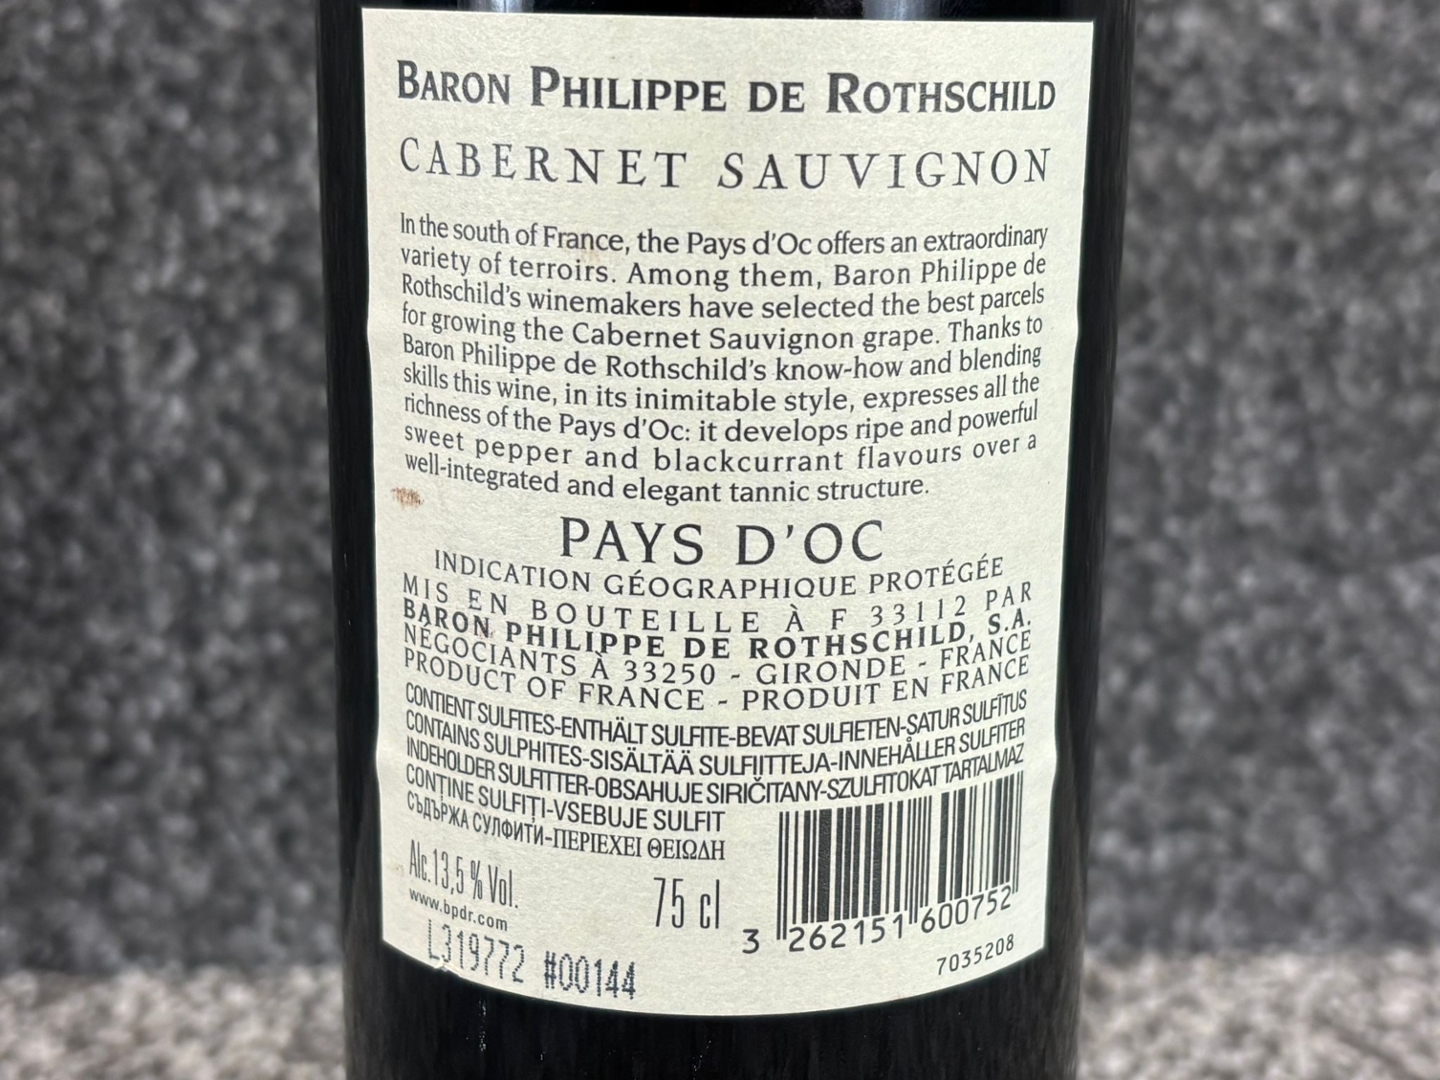 BARON PHILIPPE DE ROTHSCHILD
CABERNET SAUVIGNON
In the south of France, the Pays d'Oc offers an extraordinary
variety of terroirs. Among them, Baron Philippe de
Rothschild's winemakers have selected the best parcels
for growing the Cabernet Sauvignon grape. Thanks to
Baron Philippe de Rothschild's know-how and blending
skills this wine, in its inimitable style, expresses all the
richness of the Pays d'Oc: it develops ripe and powerful
sweet pepper and blackcurrant flavours over a
well-integrated and elegant tannic structure.
PAYS D'OC
INDICATION GÉOGRAPHIQUE PROTÉGÉE
MIS EN BOUTEILLE À F 33112 PAR
BARON PHILIPPE DE ROTHSCHILD, S.A.
NÉGOCIANTS À 33250 - GIRONDE - FRANCE
PRODUCT OF FRANCE - PRODUIT EN FRANCE
CONTIENT SULFITES-ENTHÄLT SULFITE-BEVAT SULFIETEN-SATUR SULFĪTUS
CONTAINS SULPHITES-SISÄLTÄÄ SULFIITTEJA-INNEHÅLLER SULFITER
INDEHOLDER SULFITTER-OBSAHUJE SIRIČITANY-SZULFITOKAT TARTALMAZ
CONȚINE SULFIȚI-VSEBUJE SULFIT
СЪДЪРЖА СУЛФИТИ-ΠΕΡΙΕΧΕΙ ΘΕΙΩΔΗ
Alc.13,5 % Vol.
75 cl
www.bpdr.com
3 262151 600752
L319772 #00144
7035208